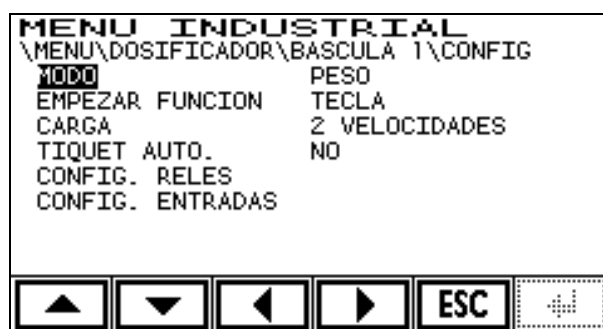 MENU INDUSTRIAL
\MENU\DOSIFICADOR\BASCULA 1\CONFIG
MODO PESO
EMPEZAR FUNCION TECLA
CARGA 2 VELOCIDADES
TIQUET AUTO. NO
CONFIG. RELES
CONFIG. ENTRADAS
ESC